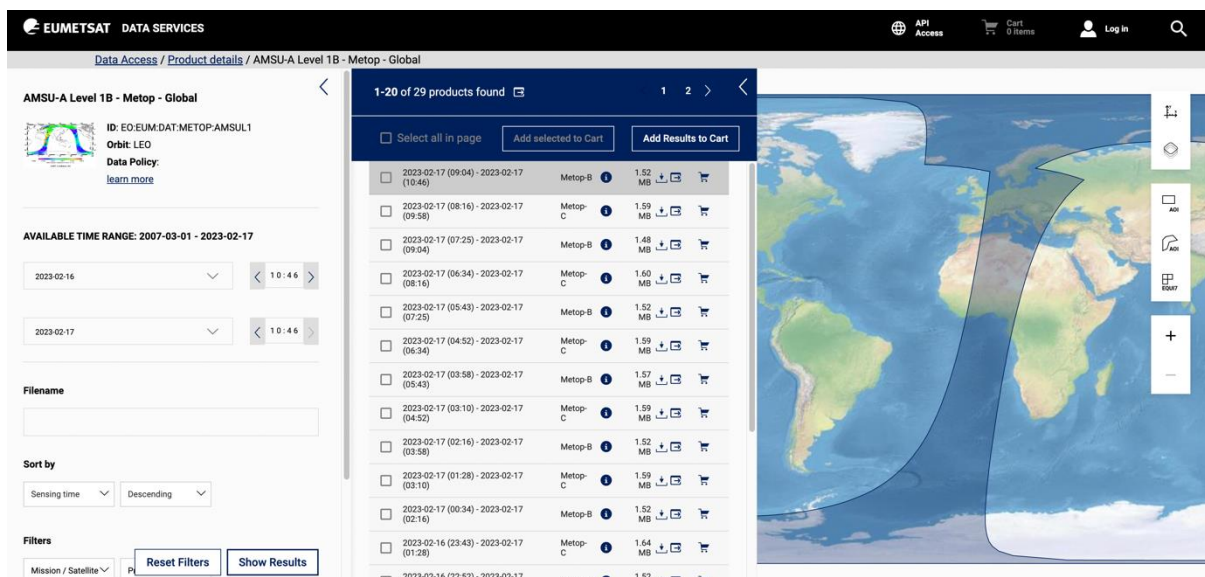 EUMETSAT DATA SERVICES
API Access
Cart 0 items
Log in
Data Access / Product details / AMSU-A Level 1B - Metop - Global
AMSU-A Level 1B - Metop - Global
ID: EO:EUM:DAT:METOP:AMSUL1
Orbit: LEO
Data Policy:
learn more
AVAILABLE TIME RANGE: 2007-03-01 - 2023-02-17
2023-02-16
10:46
2023-02-17
10:46
Filename
Sort by
Sensing time
Descending
Filters
Mission / Satellite
Reset Filters
Show Results
1-20 of 29 products found
1 2
Select all in page
Add selected to Cart
Add Results to Cart
2023-02-17 (09:04) - 2023-02-17 Metop-B 1.52
(10:46) MB
2023-02-17 (08:16) - 2023-02-17 Metop- 1.59
(09:58) C MB
2023-02-17 (07:25) - 2023-02-17 Metop-B 1.48
(09:04) MB
2023-02-17 (06:34) - 2023-02-17 Metop- 1.60
(08:16) C MB
2023-02-17 (05:43) - 2023-02-17 Metop-B 1.52
(07:25) MB
2023-02-17 (04:52) - 2023-02-17 Metop- 1.59
(06:34) C MB
2023-02-17 (03:58) - 2023-02-17 Metop-B 1.57
(05:43) MB
2023-02-17 (03:10) - 2023-02-17 Metop- 1.59
(04:52) C MB
2023-02-17 (02:16) - 2023-02-17 Metop-B 1.52
(03:58) MB
2023-02-17 (01:28) - 2023-02-17 Metop- 1.59
(03:10) C MB
2023-02-17 (00:34) - 2023-02-17 Metop-B 1.52
(02:16) MB
2023-02-16 (23:43) - 2023-02-17 Metop- 1.64
(01:28) C MB
2023-02-16 (22:52) - 2023-02-17 1.52
AOI
AOI
EQUI7